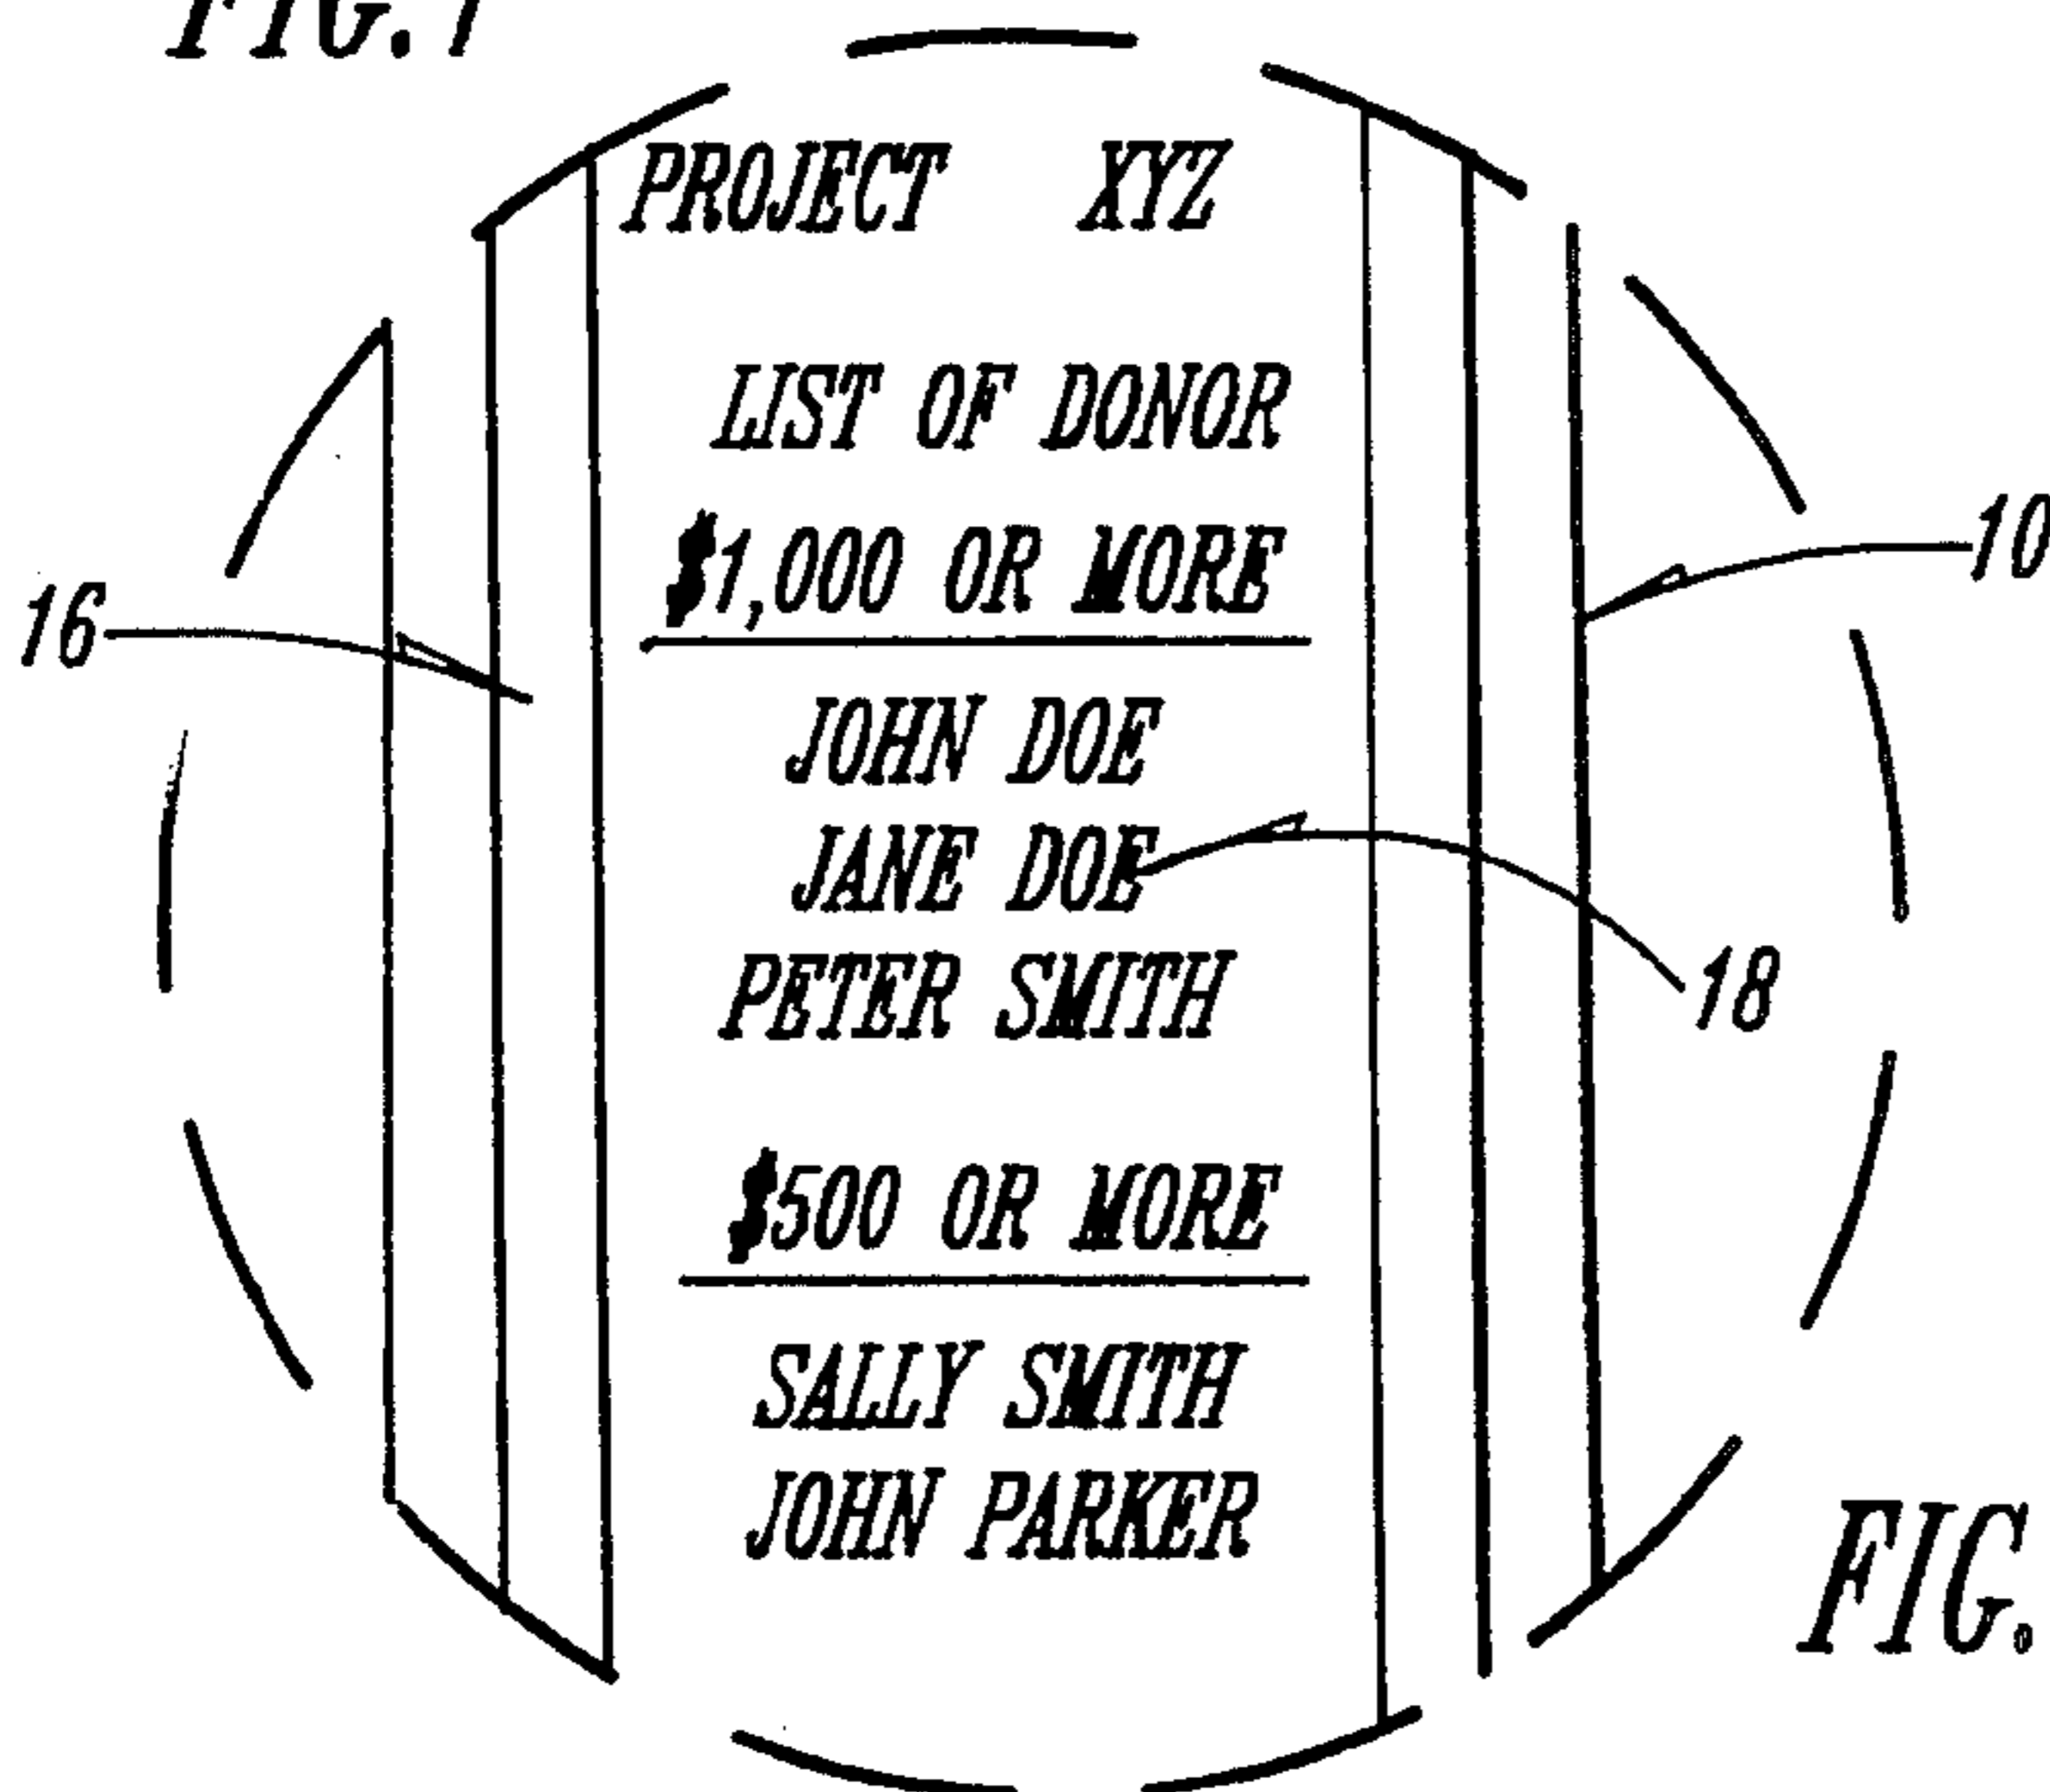 FIG. 1
PROJECT XYZ
LIST OF DONOR
$1,000 OR MORE
10
16
JOHN DOE
JANE DOE
PETER SMITH
18
$500 OR MORE
SALLY SMITH
JOHN PARKER
FIG.